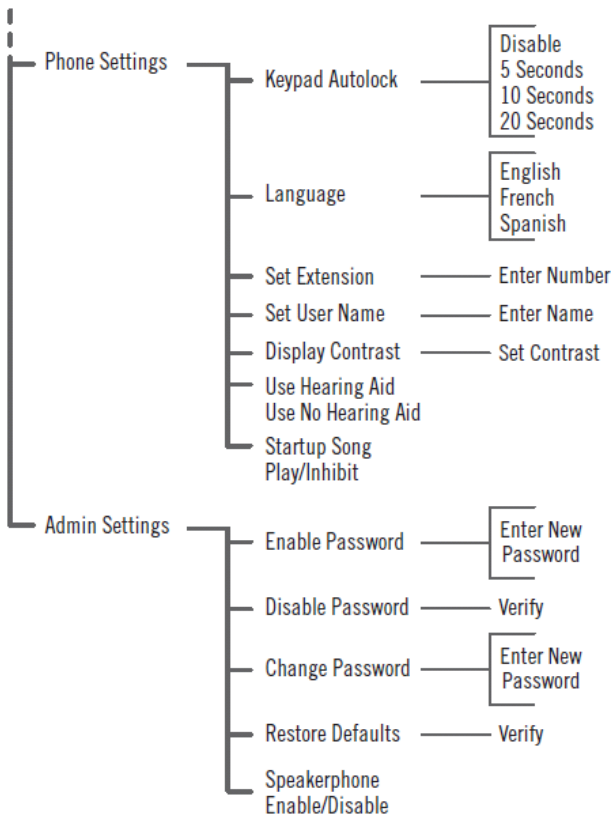 Phone Settings
Keypad Autolock
Disable
5 Seconds
10 Seconds
20 Seconds
Language
English
French
Spanish
Set Extension
Enter Number
Set User Name
Enter Name
Display Contrast
Set Contrast
Use Hearing Aid
Use No Hearing Aid
Startup Song
Play/Inhibit
Admin Settings
Enable Password
Enter New
Password
Disable Password
Verify
Change Password
Enter New
Password
Restore Defaults
Verify
Speakerphone
Enable/Disable